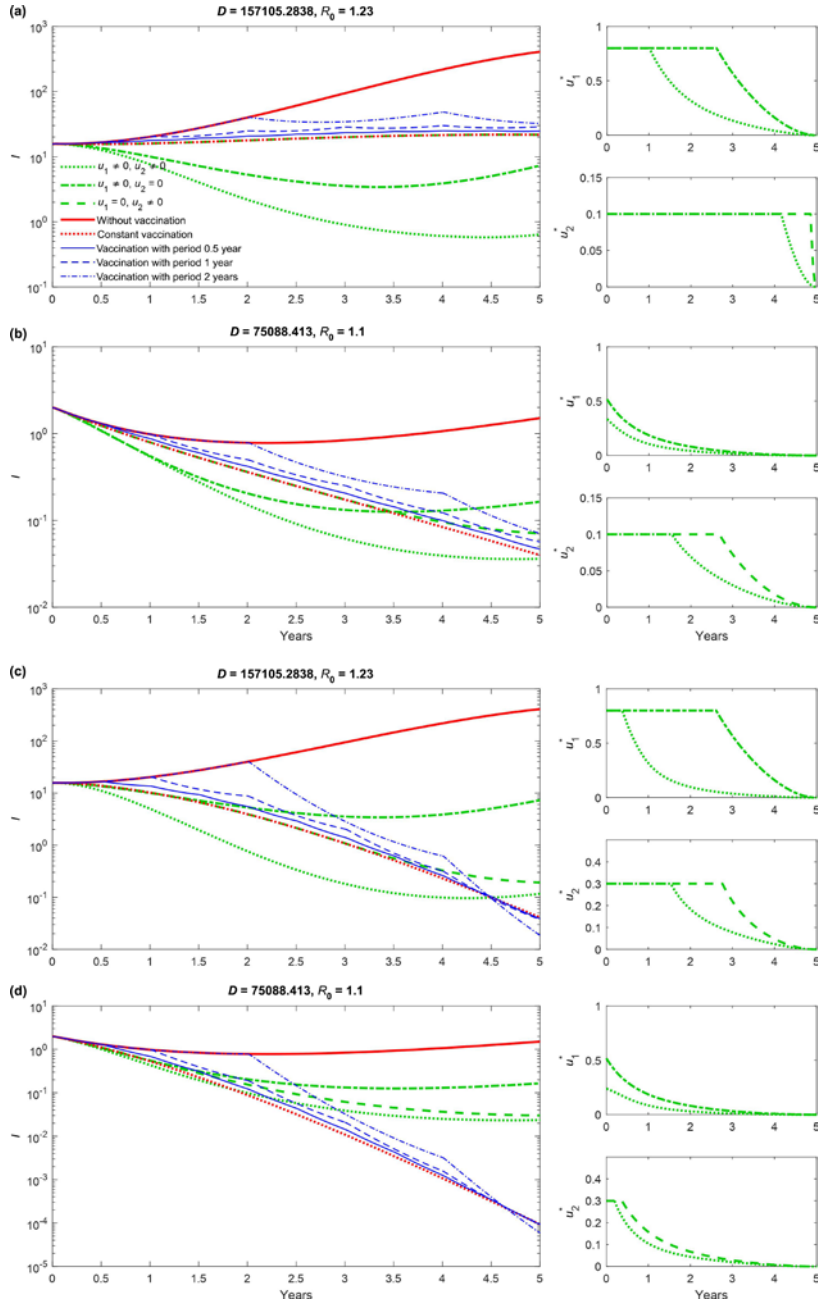 (a)
D = 157105.2838, R0 = 1.23
10^3
10^2
10^1
10^0
10^-1
I
u1 ≠ 0, u2 ≠ 0
u1 ≠ 0, u2 = 0
u1 = 0, u2 ≠ 0
Without vaccination
Constant vaccination
Vaccination with period 0.5 year
Vaccination with period 1 year
Vaccination with period 2 years
0 0.5 1 1.5 2 2.5 3 3.5 4 4.5 5
1
0.5
0
u1*
0 1 2 3 4 5
0.15
0.1
0.05
0
u2*
0 1 2 3 4 5
(b)
D = 75088.413, R0 = 1.1
10^1
10^0
10^-1
10^-2
I
0 0.5 1 1.5 2 2.5 3 3.5 4 4.5 5
Years
1
0.5
0
u1*
0 1 2 3 4 5
0.15
0.1
0.05
0
u2*
0 1 2 3 4 5
Years
(c)
D = 157105.2838, R0 = 1.23
10^3
10^2
10^1
10^0
10^-1
10^-2
I
0 0.5 1 1.5 2 2.5 3 3.5 4 4.5 5
1
0.5
0
u1*
0 1 2 3 4 5
0.4
0.3
0.2
0.1
0
u2*
0 1 2 3 4 5
(d)
D = 75088.413, R0 = 1.1
10^1
10^0
10^-1
10^-2
10^-3
10^-4
10^-5
I
0 0.5 1 1.5 2 2.5 3 3.5 4 4.5 5
Years
1
0.5
0
u1*
0 1 2 3 4 5
0.4
0.3
0.2
0.1
0
u2*
0 1 2 3 4 5
Years